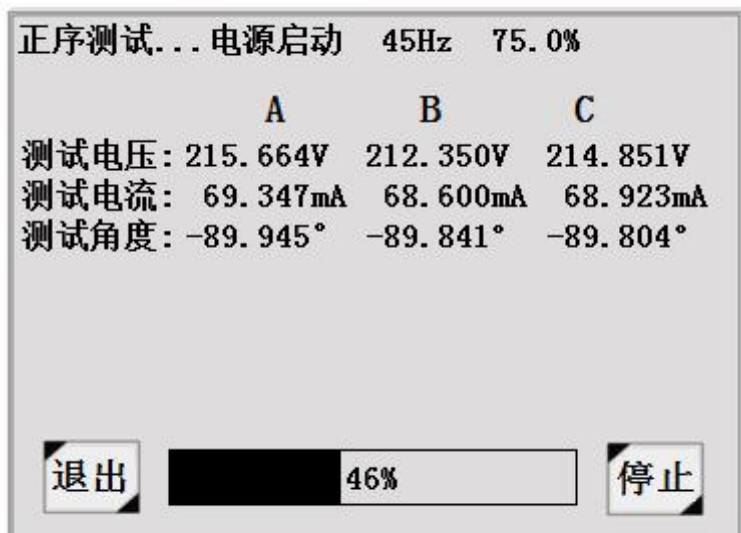 正序测试...电源启动 45Hz 75.0%
A B C
测试电压: 215.664V 212.350V 214.851V
测试电流: 69.347mA 68.600mA 68.923mA
测试角度: -89.945° -89.841° -89.804°
退出 46% 停止